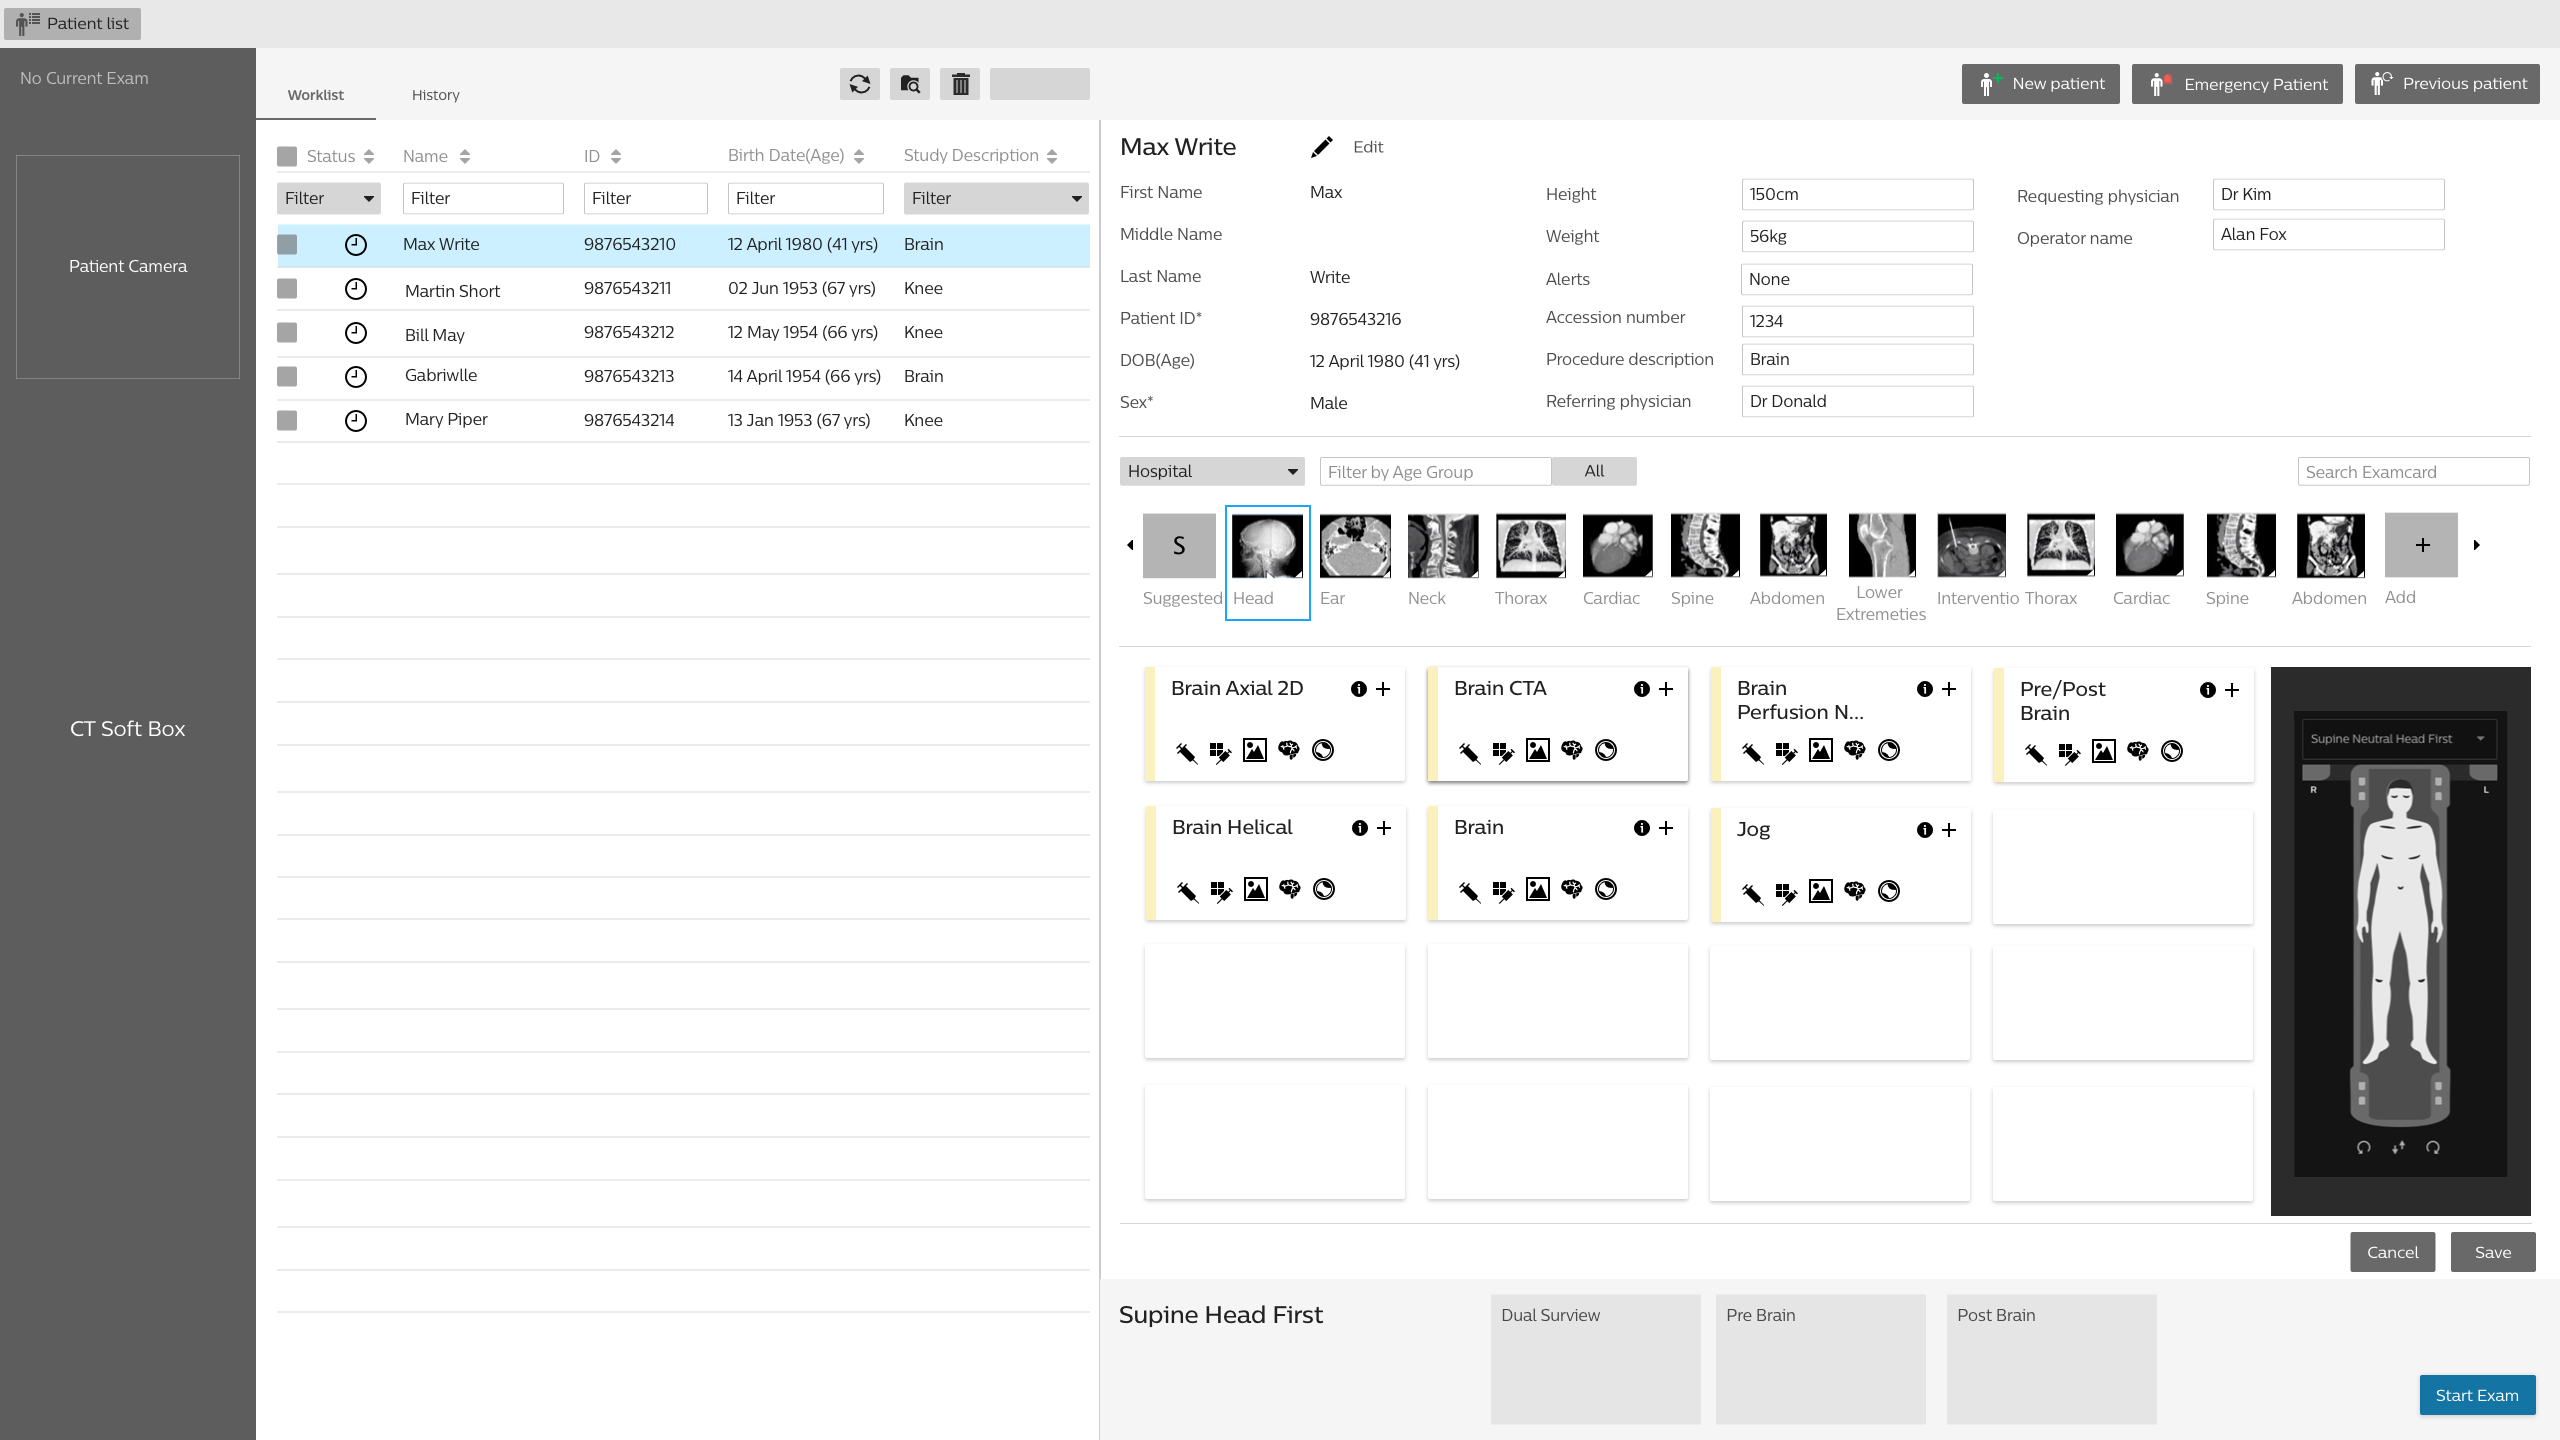 Patient list
No Current Exam
Patient Camera
CT Soft Box
Worklist
History
New patient
Emergency Patient
Previous patient
Status Name ID Birth Date(Age) Study Description
Filter Filter Filter Filter Filter
Max Write 9876543210 12 April 1980 (41 yrs) Brain
Martin Short 9876543211 02 Jun 1953 (67 yrs) Knee
Bill May 9876543212 12 May 1954 (66 yrs) Knee
Gabriwlle 9876543213 14 April 1954 (66 yrs) Brain
Mary Piper 9876543214 13 Jan 1953 (67 yrs) Knee
Max Write Edit
First Name Max
Middle Name
Last Name Write
Patient ID* 9876543216
DOB(Age) 12 April 1980 (41 yrs)
Sex* Male
Height 150cm
Weight 56kg
Alerts None
Accession number 1234
Procedure description Brain
Referring physician Dr Donald
Requesting physician Dr Kim
Operator name Alan Fox
Hospital Filter by Age Group All Search Examcard
S
Suggested Head Ear Neck Thorax Cardiac Spine Abdomen Lower Interventio Thorax Cardiac Spine Abdomen Add
Extremeties
Brain Axial 2D
Brain CTA
Brain
Perfusion N...
Pre/Post
Brain
Brain Helical
Brain
Jog
Supine Neutral Head First
R L
Cancel Save
Supine Head First
Dual Surview
Pre Brain
Post Brain
Start Exam